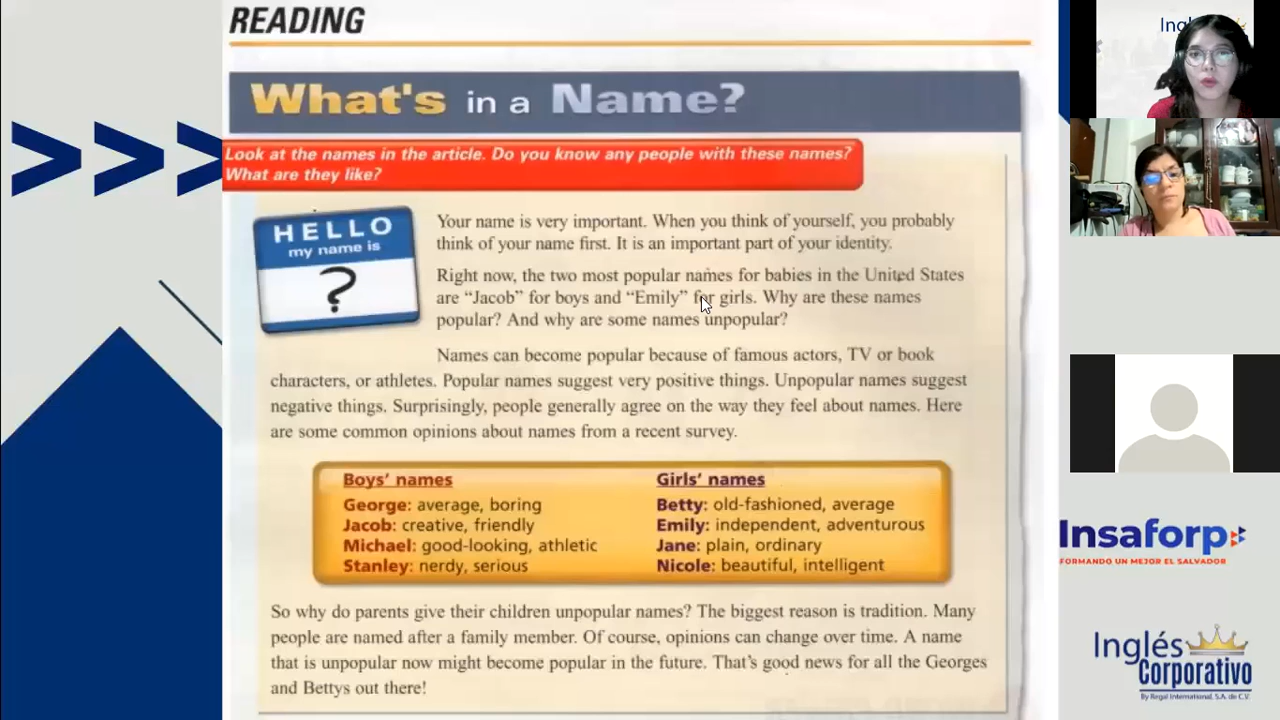 READING
What's in a Name?
Look at the names in the article. Do you know any people with these names?
What are they like?
HELLO
my name is
?
Your name is very important. When you think of yourself, you probably
think of your name first. It is an important part of your identity.
Right now, the two most popular names for babies in the United States
are “Jacob” for boys and “Emily” for girls. Why are these names
popular? And why are some names unpopular?
Names can become popular because of famous actors, TV or book
characters, or athletes. Popular names suggest very positive things. Unpopular names suggest
negative things. Surprisingly, people generally agree on the way they feel about names. Here
are some common opinions about names from a recent survey.
Boys' names
George: average, boring
Jacob: creative, friendly
Michael: good-looking, athletic
Stanley: nerdy, serious
Girls' names
Betty: old-fashioned, average
Emily: independent, adventurous
Jane: plain, ordinary
Nicole: beautiful, intelligent
So why do parents give their children unpopular names? The biggest reason is tradition. Many
people are named after a family member. Of course, opinions can change over time. A name
that is unpopular now might become popular in the future. That's good news for all the Georges
and Bettys out there!
Insaforp
FORMANDO UN MEJOR EL SALVADOR
Inglés
Corporativo
By Regal International, S.A. de C.V.